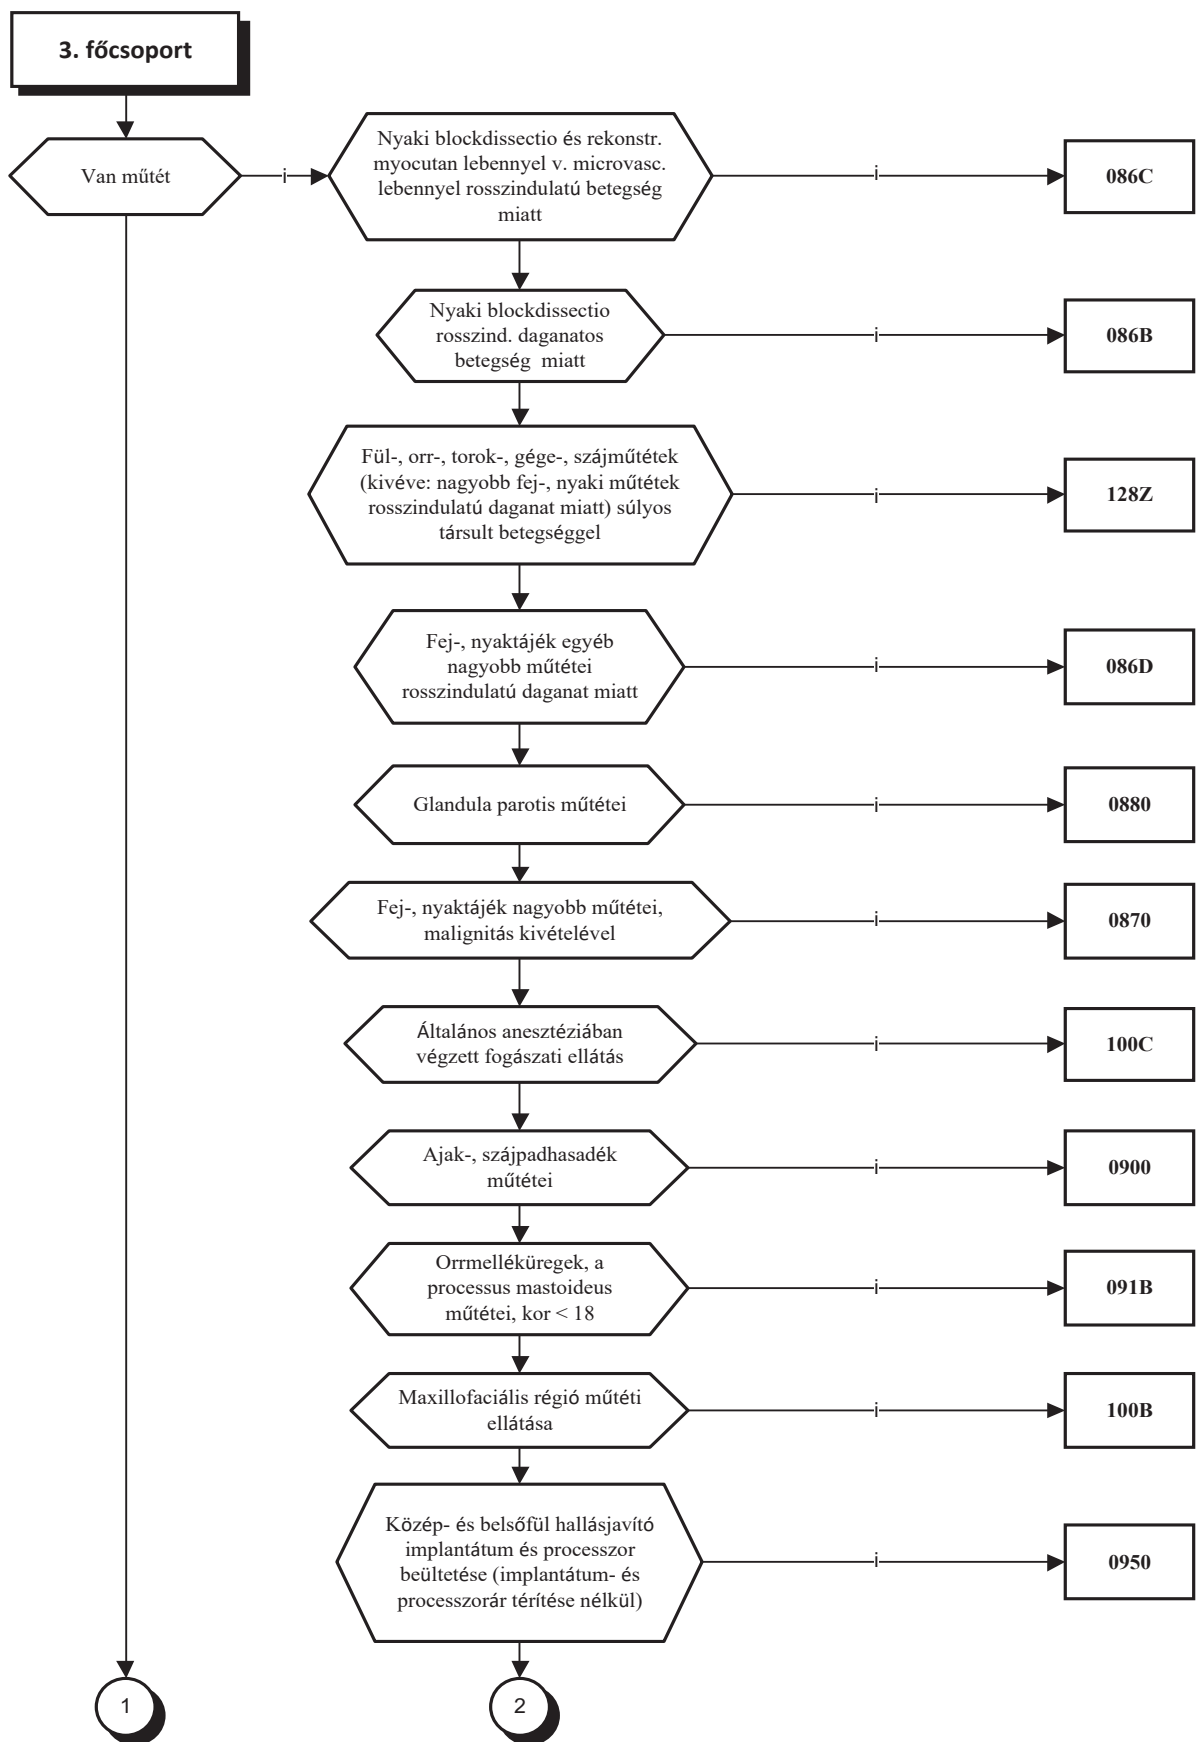 3. főcsoport
Van műtét
i
Nyaki blockdissectio és rekonstr.
myocutan lebennyel v. microvasc.
lebennyel rosszindulatú betegség
miatt
i
086C
Nyaki blockdissectio
rosszind. daganatos
betegség  miatt
i
086B
Fül-, orr-, torok-, gége-, szájműtétek
(kivéve: nagyobb fej-, nyaki műtétek
rosszindulatú daganat miatt) súlyos
társult betegséggel
i
128Z
Fej-, nyaktájék egyéb
nagyobb műtétei
rosszindulatú daganat miatt
i
086D
Glandula parotis műtétei
i
0880
Fej-, nyaktájék nagyobb műtétei,
malignitás kivételével
i
0870
Általános anesztéziában
végzett fogászati ellátás
i
100C
Ajak-, szájpadhasadék
műtétei
i
0900
Orrmelléküregek, a
processus mastoideus
műtétei, kor < 18
i
091B
Maxillofaciális régió műtéti
ellátása
i
100B
Közép- és belsőfül hallásjavító
implantátum és processzor
beültetése (implantátum- és
processzorár térítése nélkül)
i
0950
1
2